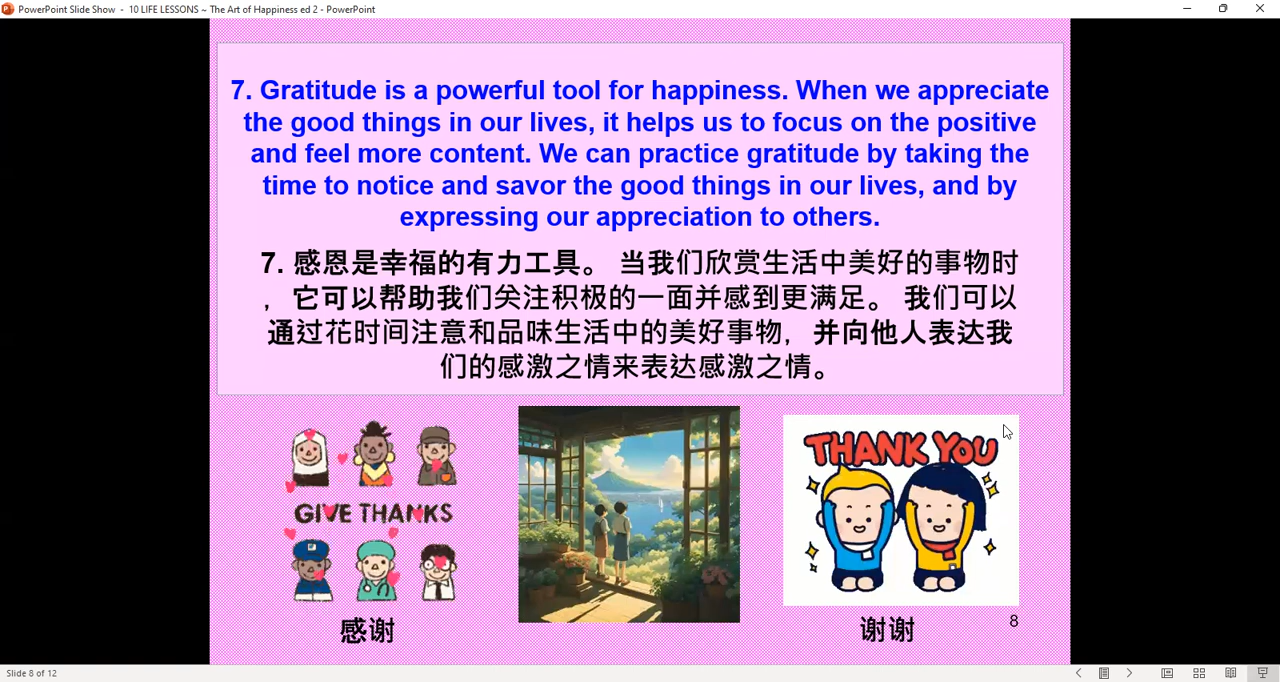 PowerPoint Slide Show - 10 LIFE LESSONS ~ The Art of Happiness ed 2 - PowerPoint
7. Gratitude is a powerful tool for happiness. When we appreciate
the good things in our lives, it helps us to focus on the positive
and feel more content. We can practice gratitude by taking the
time to notice and savor the good things in our lives, and by
expressing our appreciation to others.
7. 感恩是幸福的有力工具。 当我们欣赏生活中美好的事物时
，它可以帮助我们关注积极的一面并感到更满足。 我们可以
通过花时间注意和品味生活中的美好事物，并向他人表达我
们的感激之情来表达感激之情。
GIVE THANKS
感谢
THANK YOU
谢谢
8
Slide 8 of 12